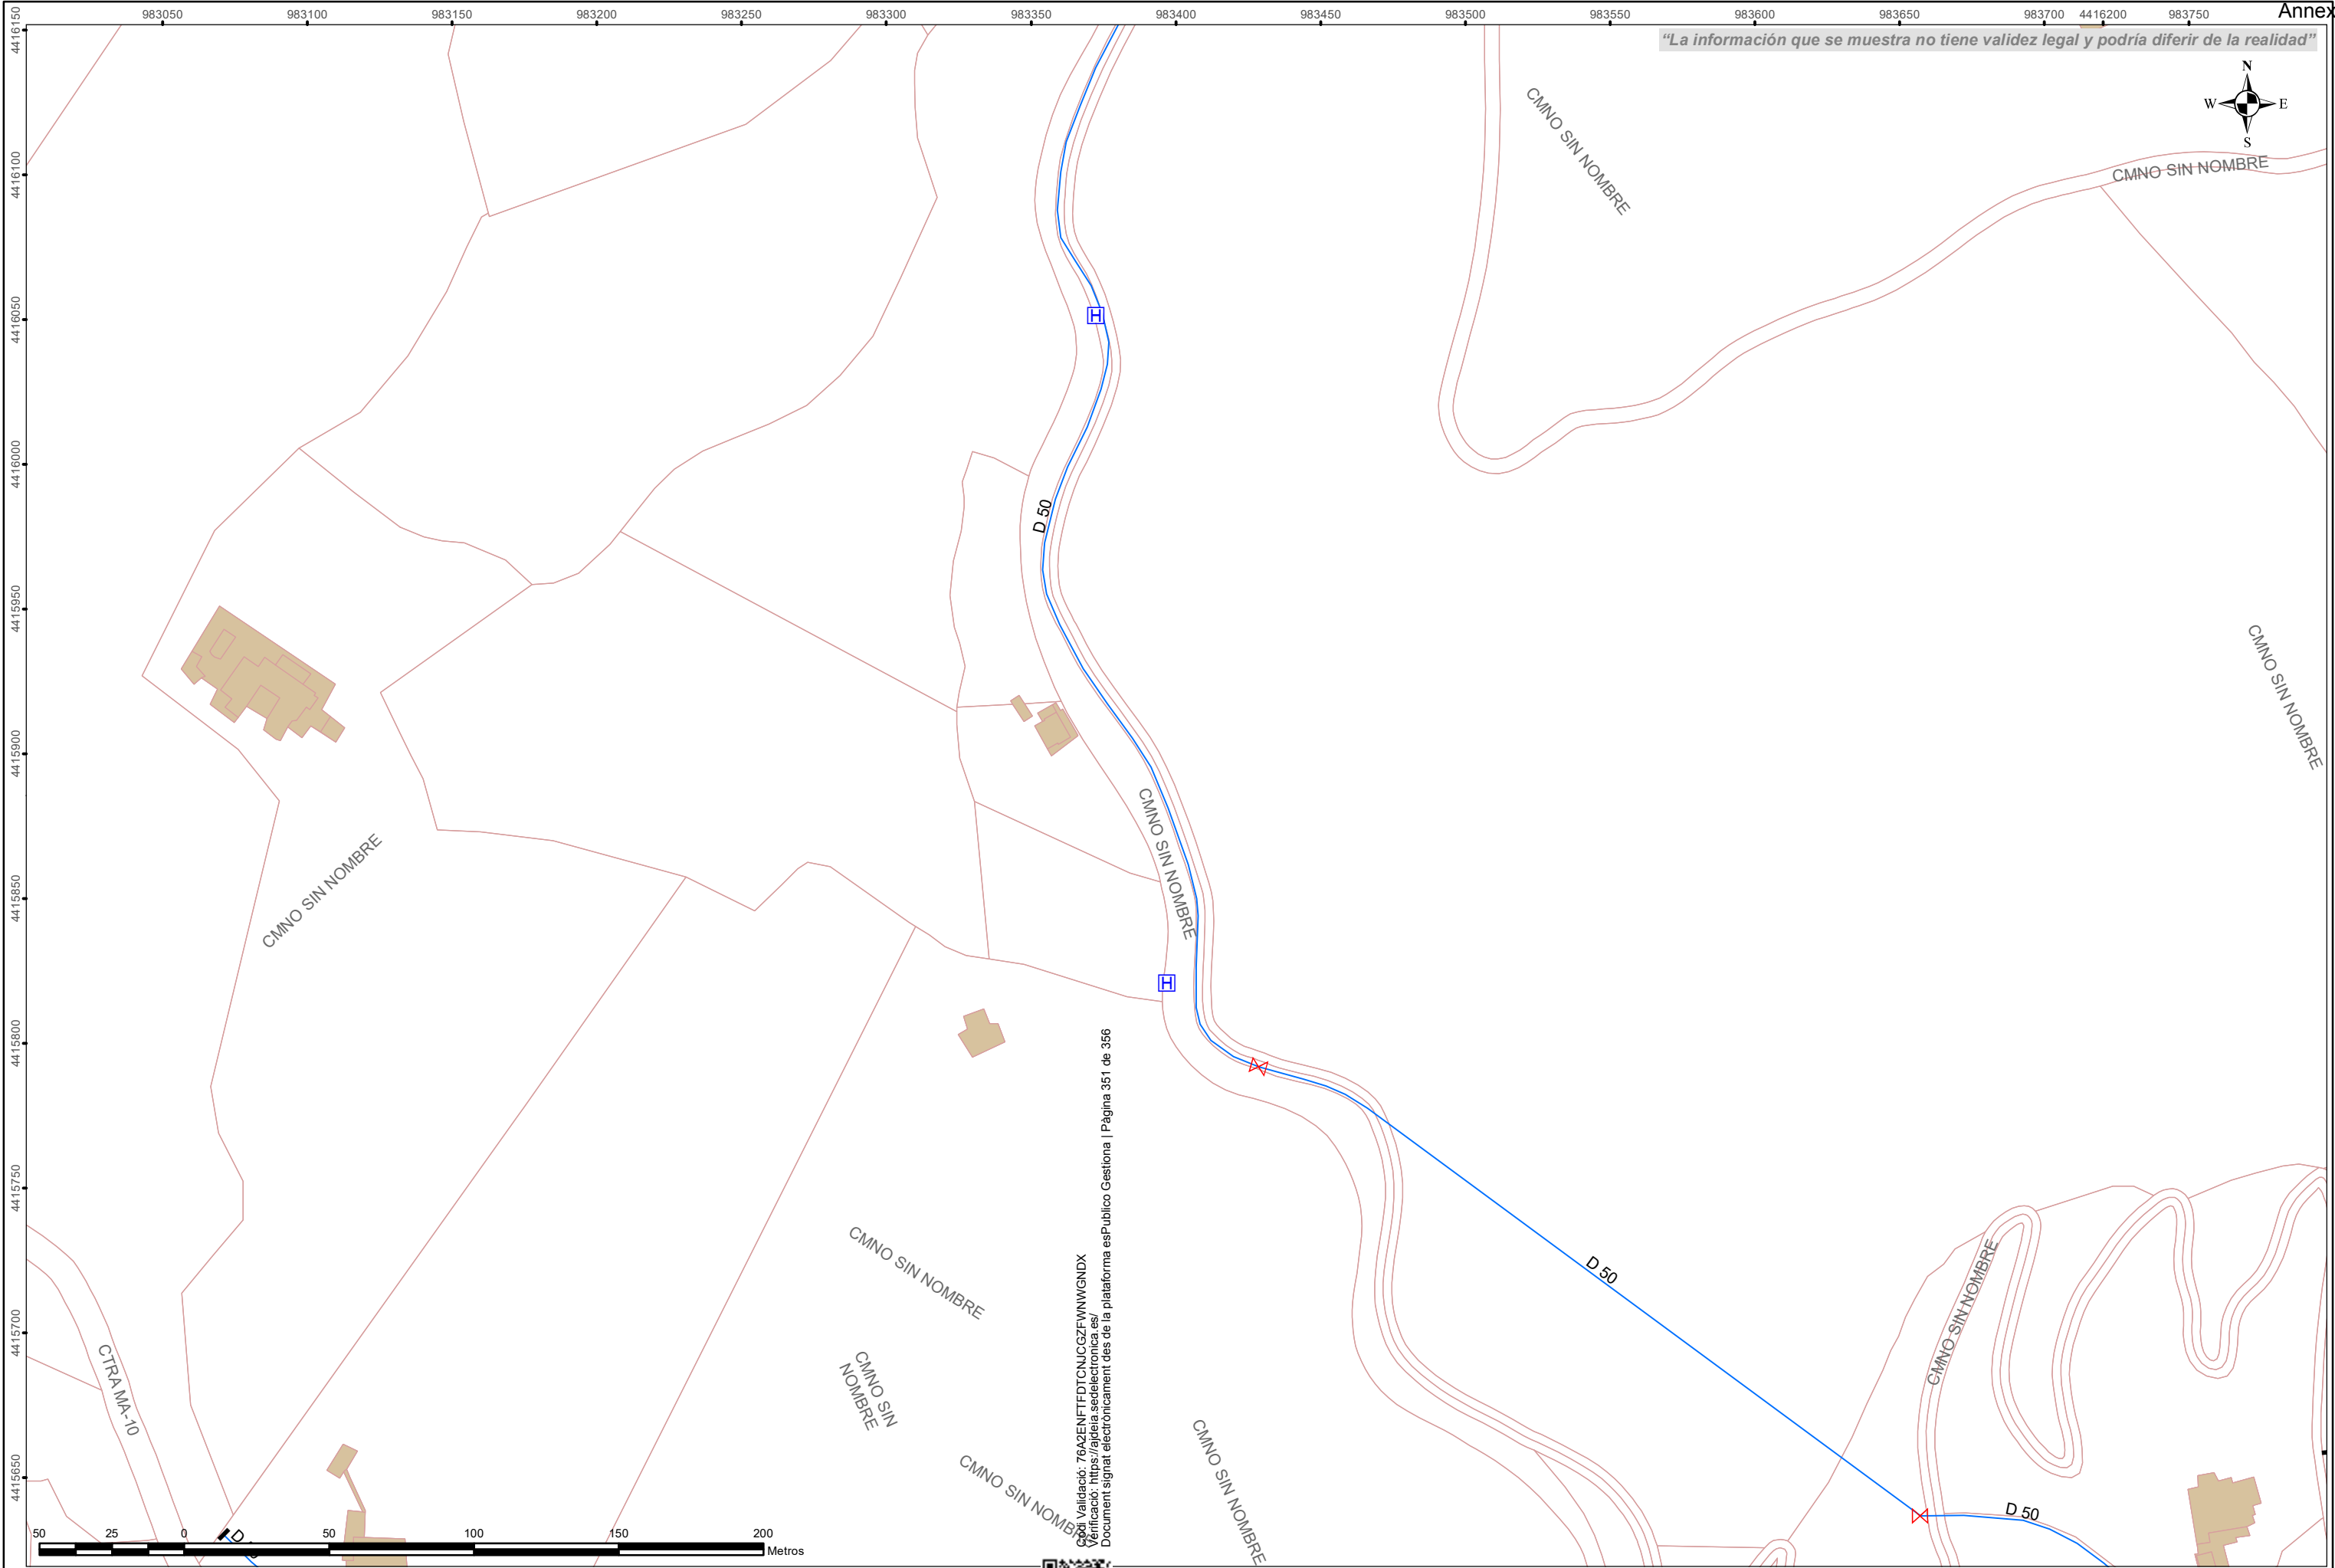 983050 983100 983150 983200 983250 983300 983350 983400 983450 983500 983550 983600 983650 983700 4416200 983750
Annex
“La información que se muestra no tiene validez legal y podría diferir de la realidad”
N
W E
S
4416150
4416100
4416050
4416000
4415950
4415900
4415850
4415800
4415750
4415700
4415650
CMNO SIN NOMBRE
CMNO SIN NOMBRE
H
D 50
CMNO SIN NOMBRE
CMNO SIN NOMBRE
CMNO SIN NOMBRE
H
CMNO SIN NOMBRE
D 50
CMNO SIN NOMBRE
CTRA MA-10
CMNO SIN
NOMBRE
CMNO SIN NOMBRE
CMNO SIN NOMBRE
D 50
Codi Validació: 76A2ENFTFDTCNJCGZFWNWGNDX
Verificació: https://ajdeia.sedelectronica.es/
Document signat electrònicament des de la plataforma esPublico Gestiona | Pàgina 351 de 356
50 25 0 50 100 150 200
Metros